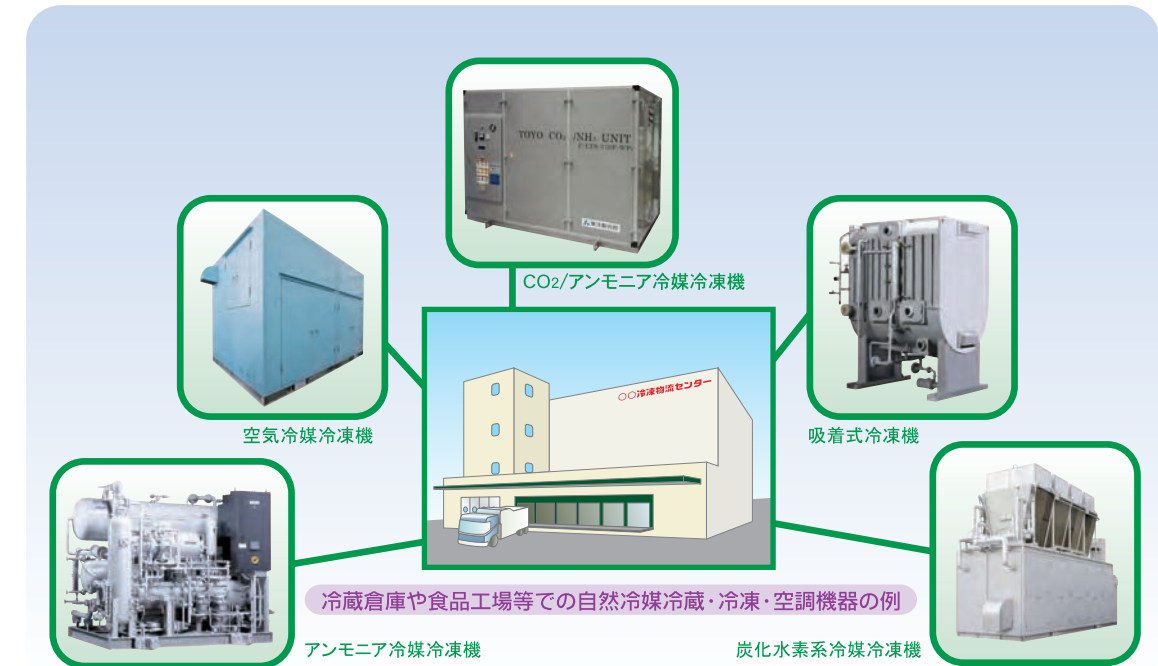 TOYO CO₂/NH₃ UNIT
CO2/アンモニア冷媒冷凍機
空気冷媒冷凍機
吸着式冷凍機
○○冷凍物流センター
冷蔵倉庫や食品工場等での自然冷媒冷蔵・冷凍・空調機器の例
アンモニア冷媒冷凍機
炭化水素系冷媒冷凍機